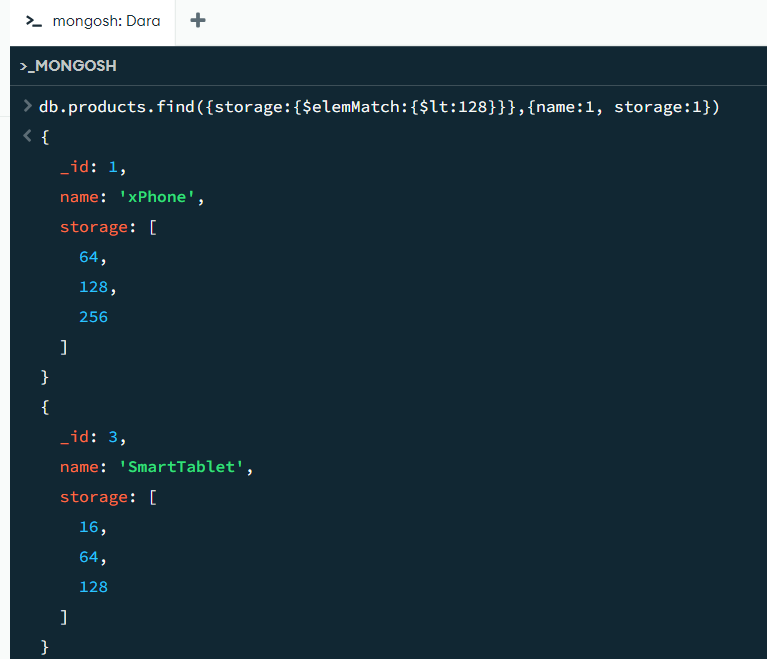 >_ mongosh: Dara +
>_MONGOSH
> db.products.find({storage:{$elemMatch:{$lt:128}}},{name:1, storage:1})
< {
_id: 1,
name: 'xPhone',
storage: [
64,
128,
256
]
}
{
_id: 3,
name: 'SmartTablet',
storage: [
16,
64,
128
]
}